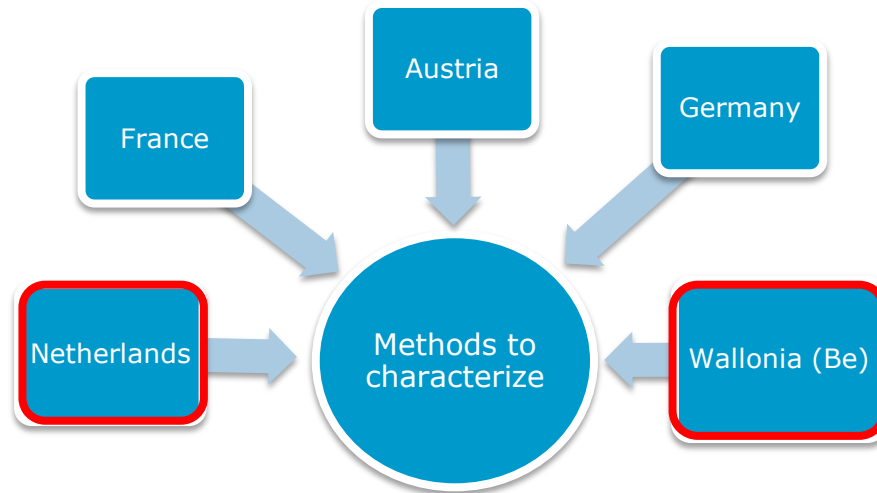 Austria
France
Germany
Netherlands
Methods to
characterize
Wallonia (Be)